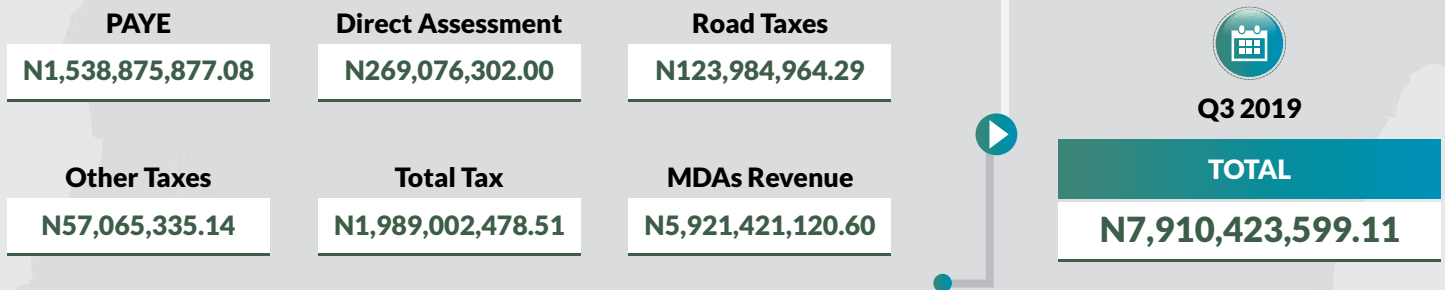 PAYE
N1,538,875,877.08
Direct Assessment
N269,076,302.00
Road Taxes
N123,984,964.29
Other Taxes
N57,065,335.14
Total Tax
N1,989,002,478.51
MDAs Revenue
N5,921,421,120.60
Q3 2019
TOTAL
N7,910,423,599.11